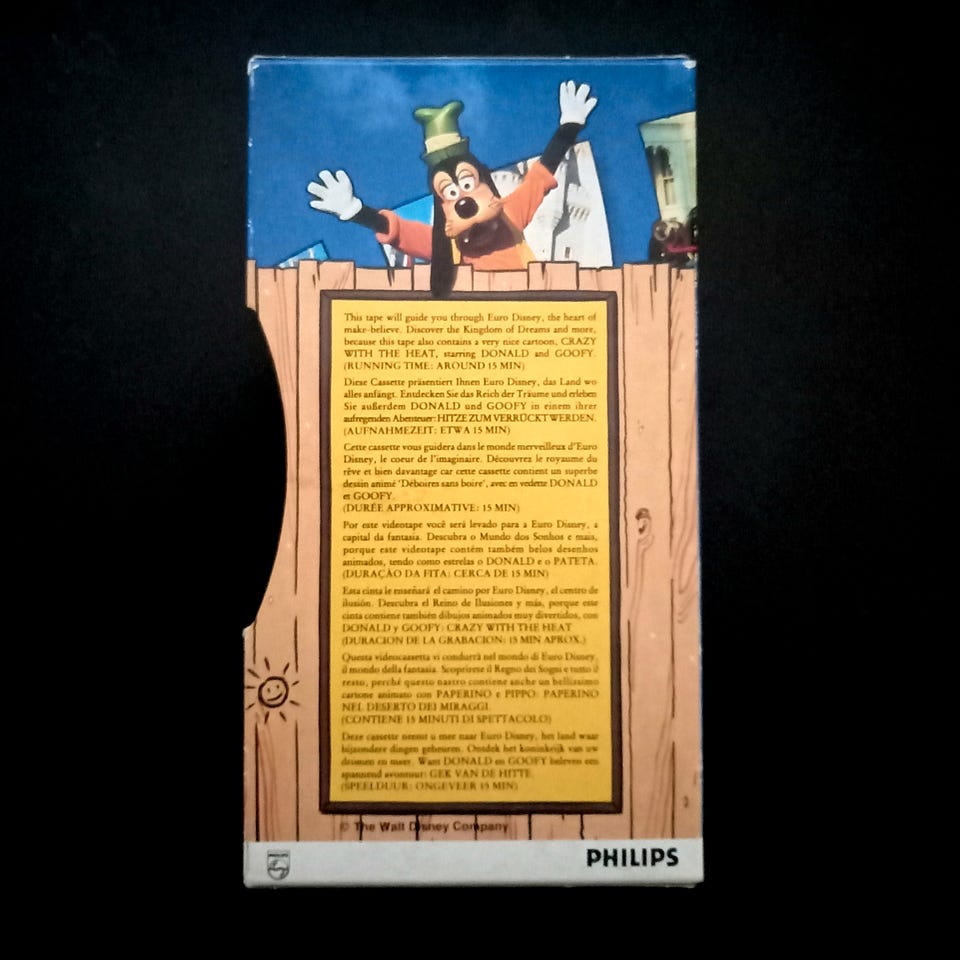 This tape will guide you through Euro Disney, the heart of
make-believe. Discover the Kingdom of Dreams and more,
because this tape also contains a very nice cartoon, CRAZY
WITH THE HEAT, starring DONALD and GOOFY.
(RUNNING TIME: AROUND 15 MIN)
Diese Cassette präsentiert Ihnen Euro Disney, das Land wo
alles anfängt. Entdecken Sie das Reich der Träume und erleben
Sie außerdem DONALD und GOOFY in einem ihrer
aufregenden Abenteuer: HITZE ZUM VERRÜCKT WERDEN.
(AUFNAHMEZEIT: ETWA 15 MIN)
Cette cassette vous guidera dans le monde merveilleux d'Euro
Disney, le coeur de l'imaginaire. Découvrez le royaume du
rêve et bien davantage car cette cassette contient un superbe
dessin animé 'Déboires sans boire', avec en vedette DONALD
et GOOFY.
(DURÉE APPROXIMATIVE: 15 MIN)
Por este videotape você será levado para a Euro Disney, a
capital da fantasia. Descubra o Mundo dos Sonhos e mais,
porque este videotape contém também belos desenhos
animados, tendo como estrelas o DONALD e o PATETA.
(DURAÇÃO DA FITA: CERCA DE 15 MIN)
Esta cinta le enseñará el camino por Euro Disney, el centro de
ilusión. Descubra el Reino de Ilusiones y más, porque este
cinta contiene también dibujos animados muy divertidos, con
DONALD y GOOFY: CRAZY WITH THE HEAT
(DURACION DE LA GRABACION: 15 MIN APROX.)
Questa videocassetta vi condurrà nel mondo di Euro Disney,
il mondo della fantasia. Scoprirete il Regno dei Sogni e tutto il
resto, perché questo nastro contiene anche un bellissimo
cartone animato con PAPERINO e PIPPO: PAPERINO
NEL DESERTO DEI MIRAGGI.
(CONTIENE 15 MINUTI DI SPETTACOLO)
Deze cassette neemt u mee naar Euro Disney, het land waar
bijzondere dingen gebeuren. Ontdek het koninkrijk van uw
dromen en meer. Want DONALD en GOOFY beleven een
spannend avontuur: GEK VAN DE HITTE.
(SPEELDUUR: ONGEVEER 15 MIN)
© The Walt Disney Company
PHILIPS